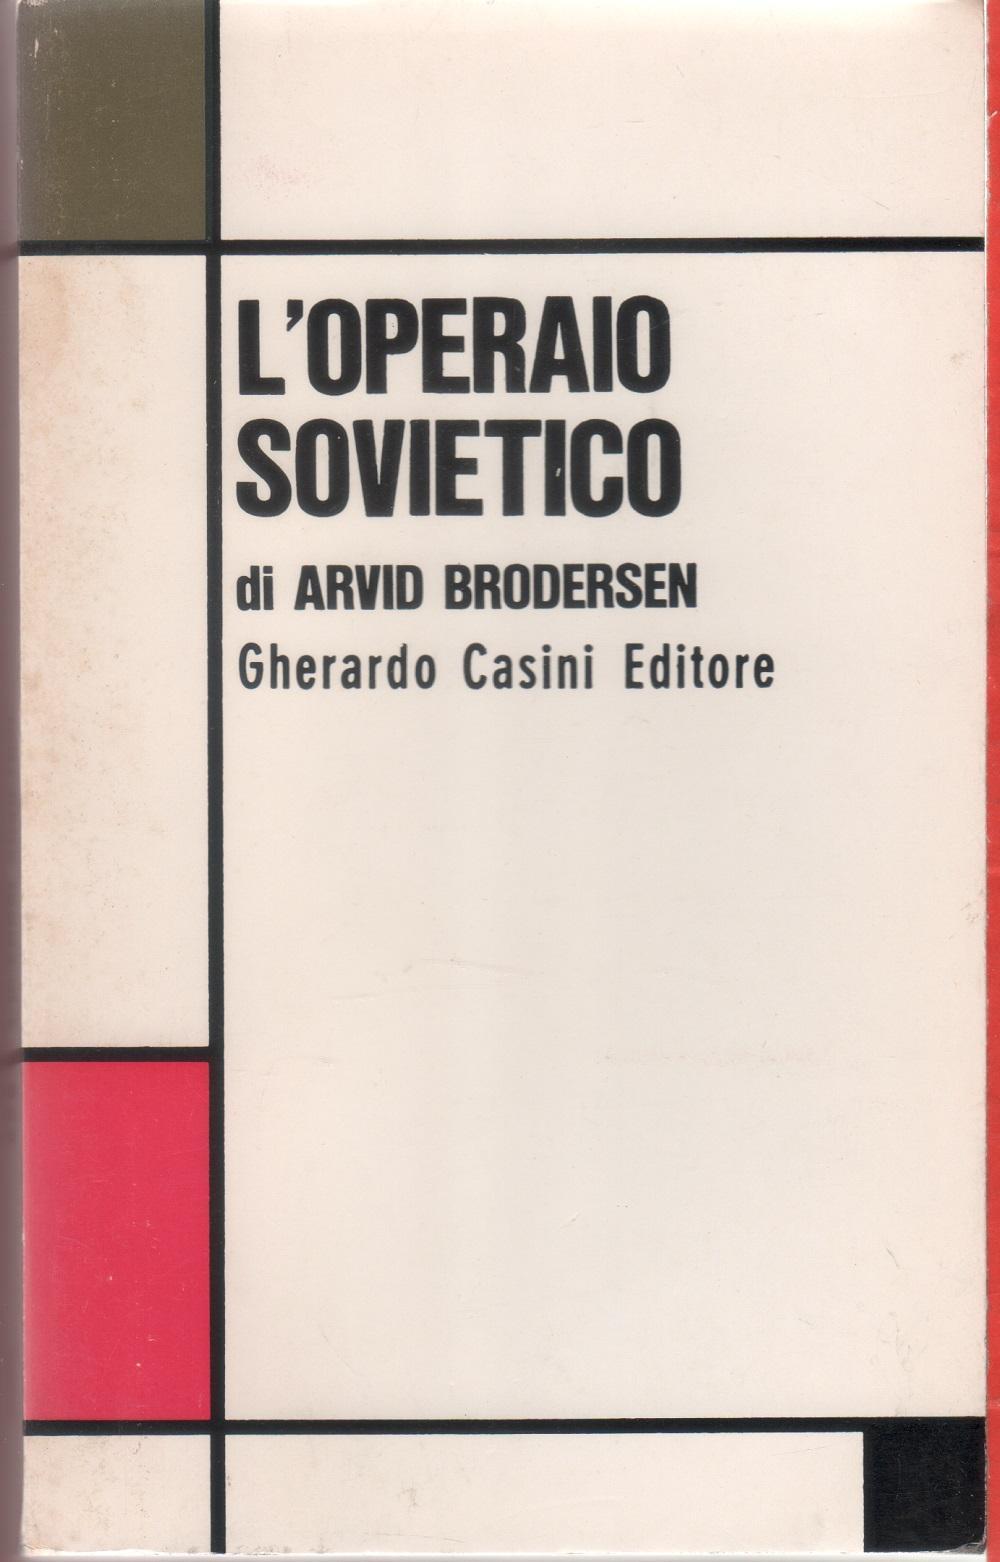 L'OPERAIO
SOVIETICO
di ARVID BRODERSEN
Gherardo Casini Editore